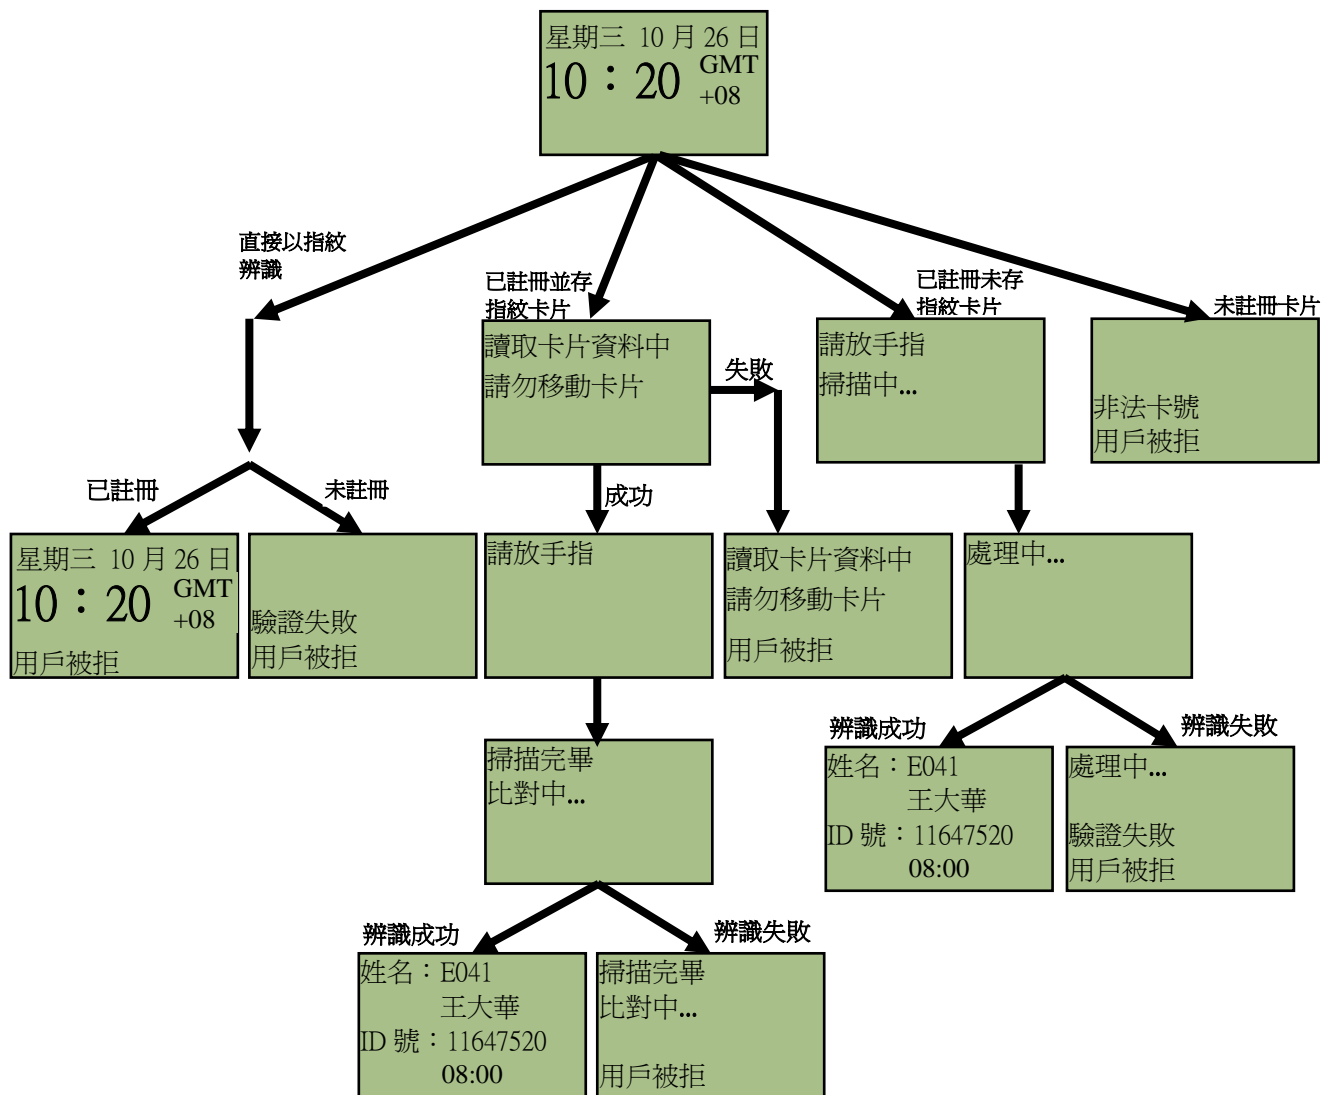 星期三 10 月 26 日
10：20 GMT
+08
直接以指紋
辨識
已註冊並存
指紋卡片
已註冊未存
指紋卡片
未註冊卡片
讀取卡片資料中
請勿移動卡片
失敗
請放手指
掃描中...
非法卡號
用戶被拒
已註冊
未註冊
成功
星期三 10 月 26 日
10：20 GMT
+08
用戶被拒
驗證失敗
用戶被拒
請放手指
讀取卡片資料中
請勿移動卡片
用戶被拒
處理中...
掃描完畢
比對中...
辨識成功
辨識失敗
姓名：E041
王大華
ID 號：11647520
08:00
處理中...
驗證失敗
用戶被拒
辨識成功
辨識失敗
姓名：E041
王大華
ID 號：11647520
08:00
掃描完畢
比對中...
用戶被拒